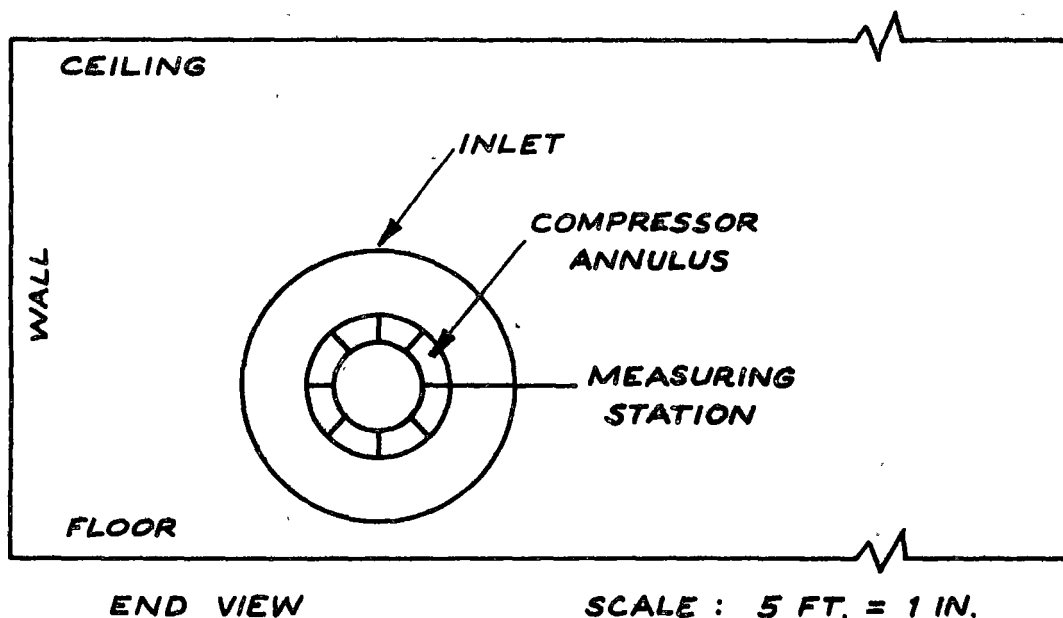 CEILING
INLET
COMPRESSOR
ANNULUS
WALL
MEASURING
STATION
FLOOR
END VIEW
SCALE : 5 FT. = 1 IN.